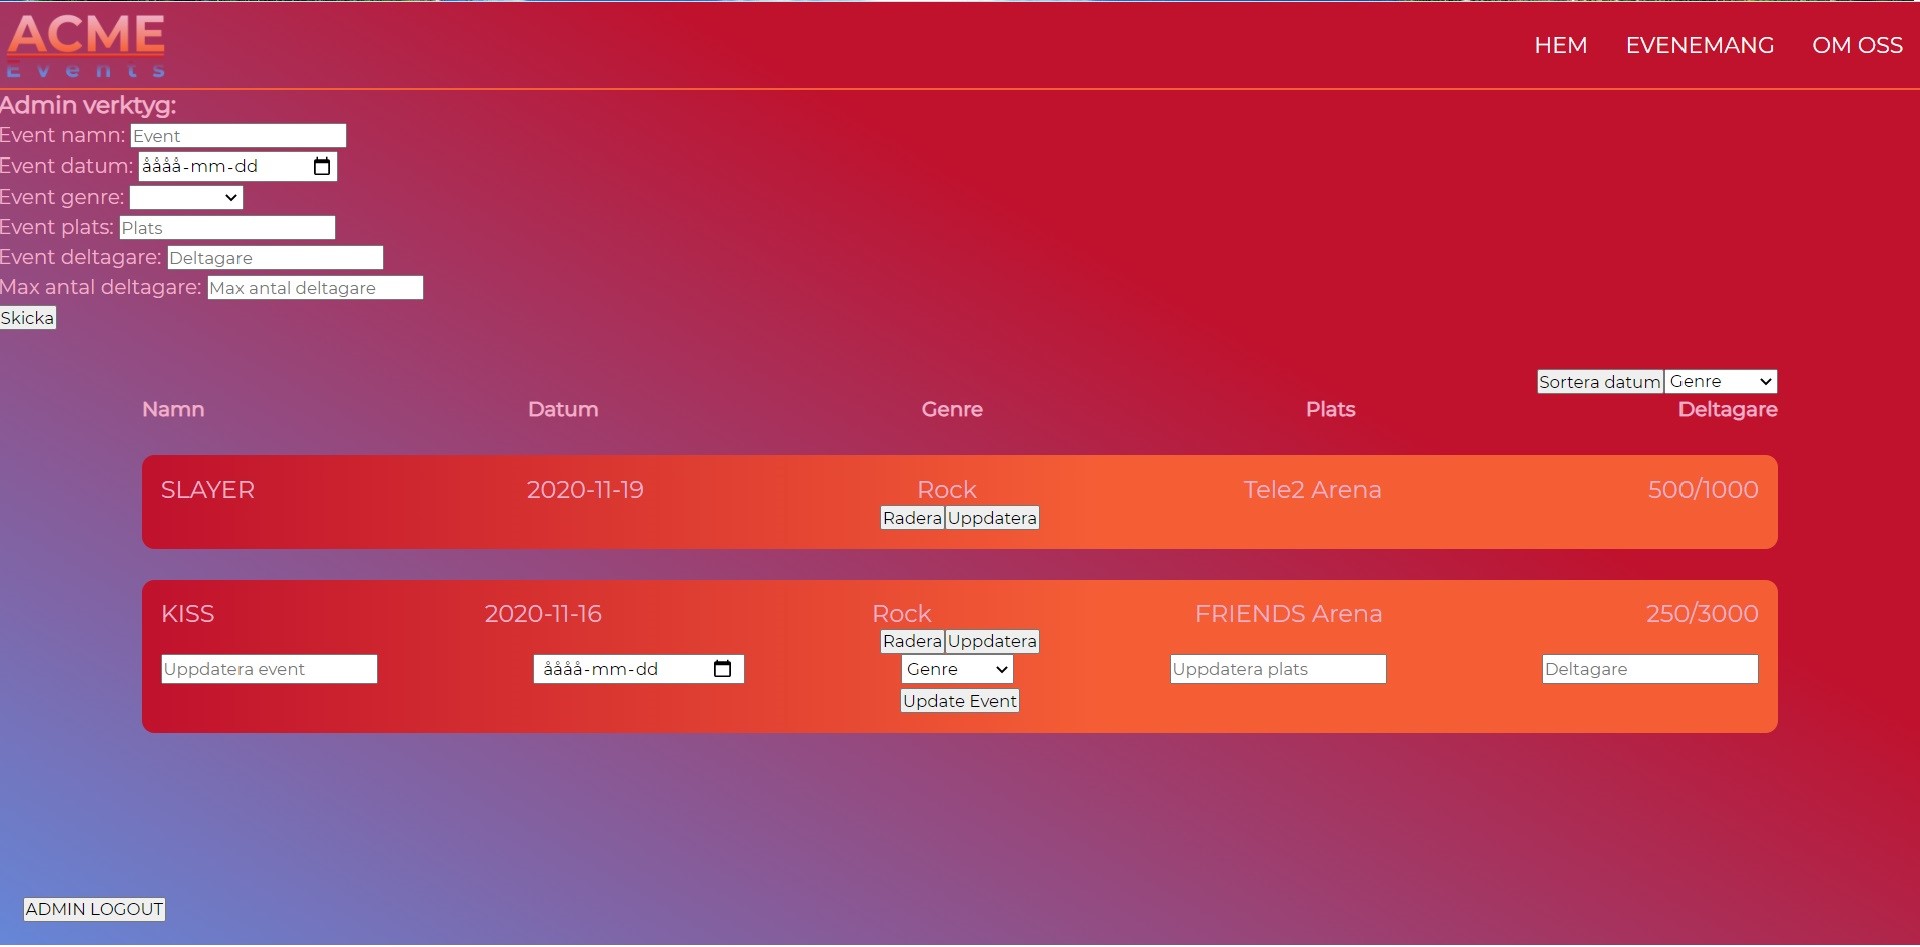 ACME
Events
HEM EVENEMANG OM OSS
Admin verktyg:
Event namn: Event
Event datum: åååå-mm-dd
Event genre:
Event plats: Plats
Event deltagare: Deltagare
Max antal deltagare: Max antal deltagare
Skicka
Sortera datum Genre
Namn Datum Genre Plats Deltagare
SLAYER 2020-11-19 Rock Tele2 Arena 500/1000
Radera Uppdatera
KISS 2020-11-16 Rock FRIENDS Arena 250/3000
Radera Uppdatera
Uppdatera event åååå-mm-dd Genre Uppdatera plats Deltagare
Update Event
ADMIN LOGOUT